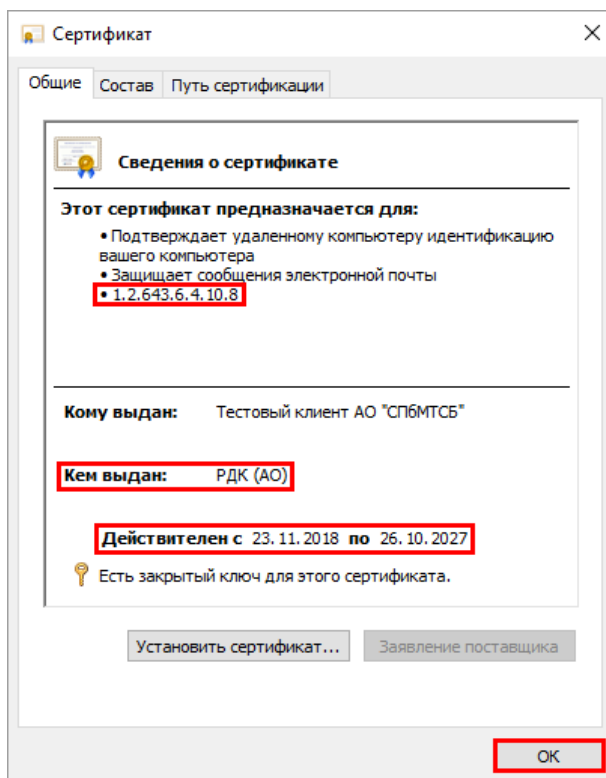 Сертификат
Общие Состав Путь сертификации
Сведения о сертификате
Этот сертификат предназначается для:
• Подтверждает удаленному компьютеру идентификацию
вашего компьютера
• Защищает сообщения электронной почты
• 1.2.643.6.4.10.8
Кому выдан: Тестовый клиент АО "СПбМТСБ"
Кем выдан: РДК (АО)
Действителен с 23.11.2018 по 26.10.2027
Есть закрытый ключ для этого сертификата.
Установить сертификат... Заявление поставщика
ОК